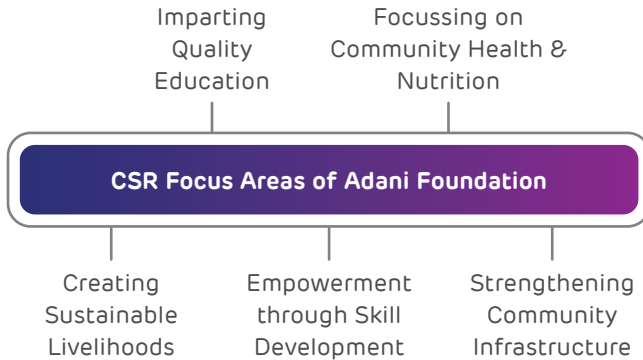 Imparting
Quality
Education
Focussing on
Community Health &
Nutrition
CSR Focus Areas of Adani Foundation
Creating
Sustainable
Livelihoods
Empowerment
through Skill
Development
Strengthening
Community
Infrastructure